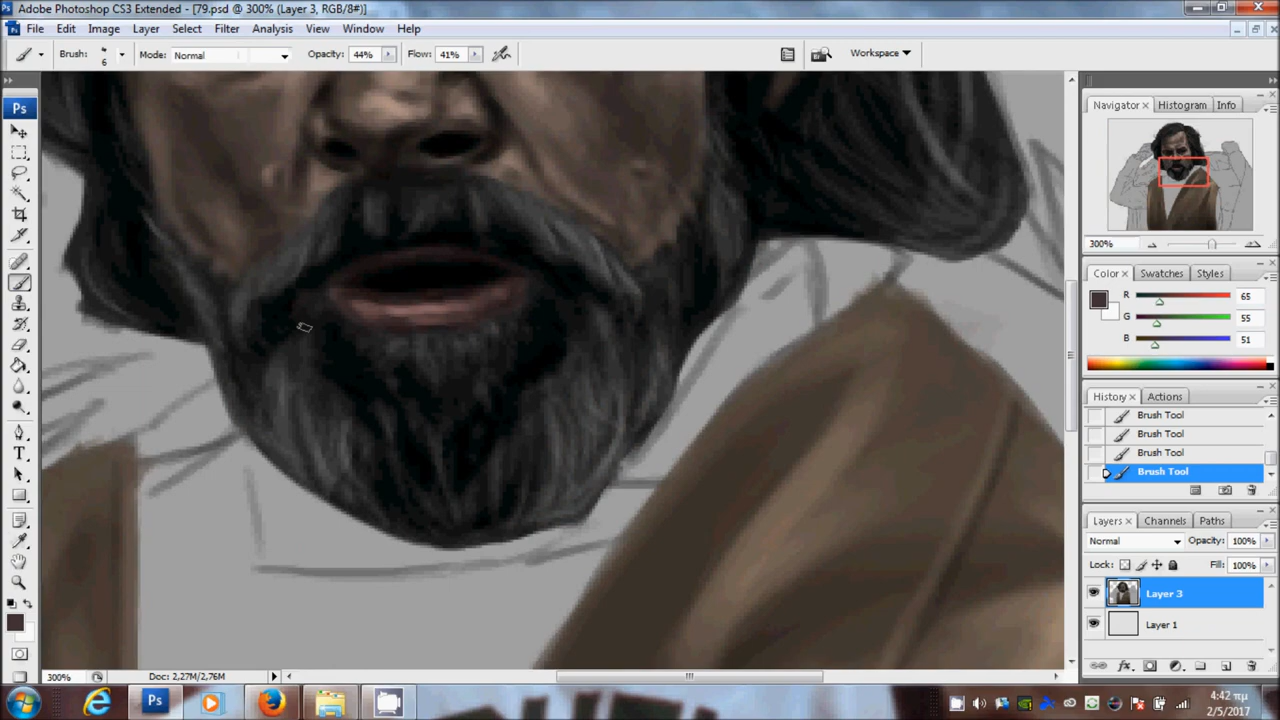 Adobe Photoshop CS3 Extended - [79.psd @ 300% (Layer 3, RGB/8#)]
File Edit Image Layer Select Filter Analysis View Window Help
Brush: 6 Mode: Normal Opacity: 44% Flow: 41% Workspace
Ps
Navigator Histogram Info
300%
Color Swatches Styles
R 65
G 55
B 51
History Actions
Brush Tool
Brush Tool
Brush Tool
Brush Tool
Layers Channels Paths
Normal Opacity: 100%
Lock: Fill: 100%
Layer 3
Layer 1
300% Doc: 2,27M/2,76M
Ps
4:42 πμ
2/5/2017